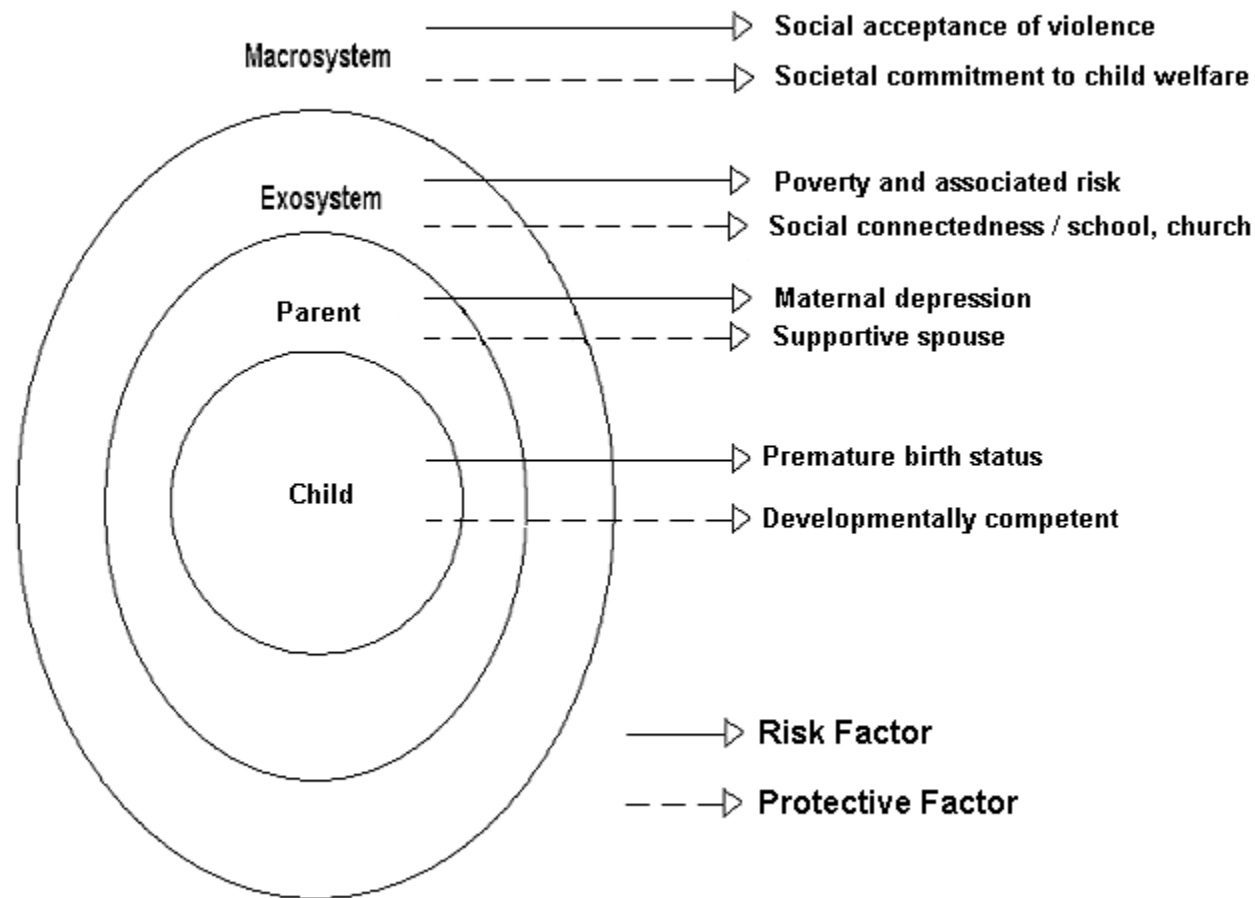 Macrosystem
Social acceptance of violence
Societal commitment to child welfare
Exosystem
Poverty and associated risk
Social connectedness / school, church
Parent
Maternal depression
Supportive spouse
Child
Premature birth status
Developmentally competent
Risk Factor
Protective Factor